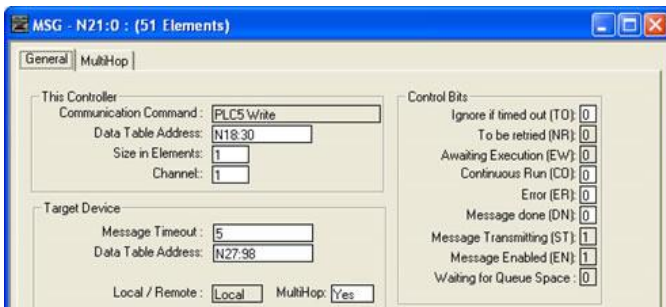 MSG - N21:0 : (51 Elements)
General MultiHop
This Controller
Communication Command : PLC5 Write
Data Table Address: N18:30
Size in Elements: 1
Channel:: 1
Target Device
Message Timeout : 5
Data Table Address: N27:98
Local / Remote : Local MultiHop: Yes
Control Bits
Ignore if timed out (TO): 0
To be retried (NR): 0
Awaiting Execution (EW): 0
Continuous Run (CO): 0
Error (ER): 0
Message done (DN): 0
Message Transmitting (ST): 1
Message Enabled (EN): 1
Waiting for Queue Space : 0